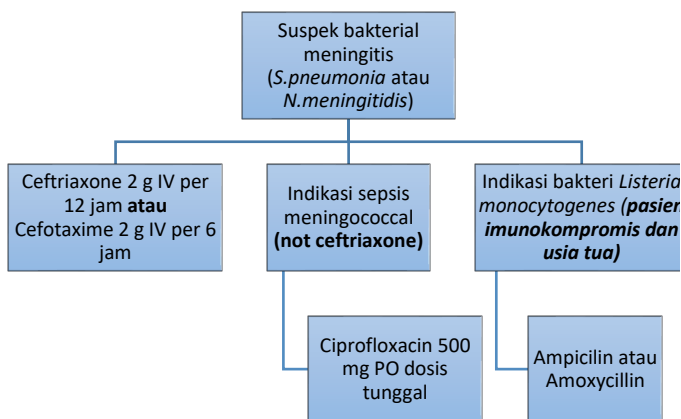 Suspek bakterial
meningitis
(S.pneumonia atau
N.meningitidis)
Ceftriaxone 2 g IV per
12 jam atau
Cefotaxime 2 g IV per 6
jam
Indikasi sepsis
meningococcal
(not ceftriaxone)
Indikasi bakteri Listeria
monocytogenes (pasien
imunokompromis dan
usia tua)
Ciprofloxacin 500
mg PO dosis
tunggal
Ampicilin atau
Amoxycillin